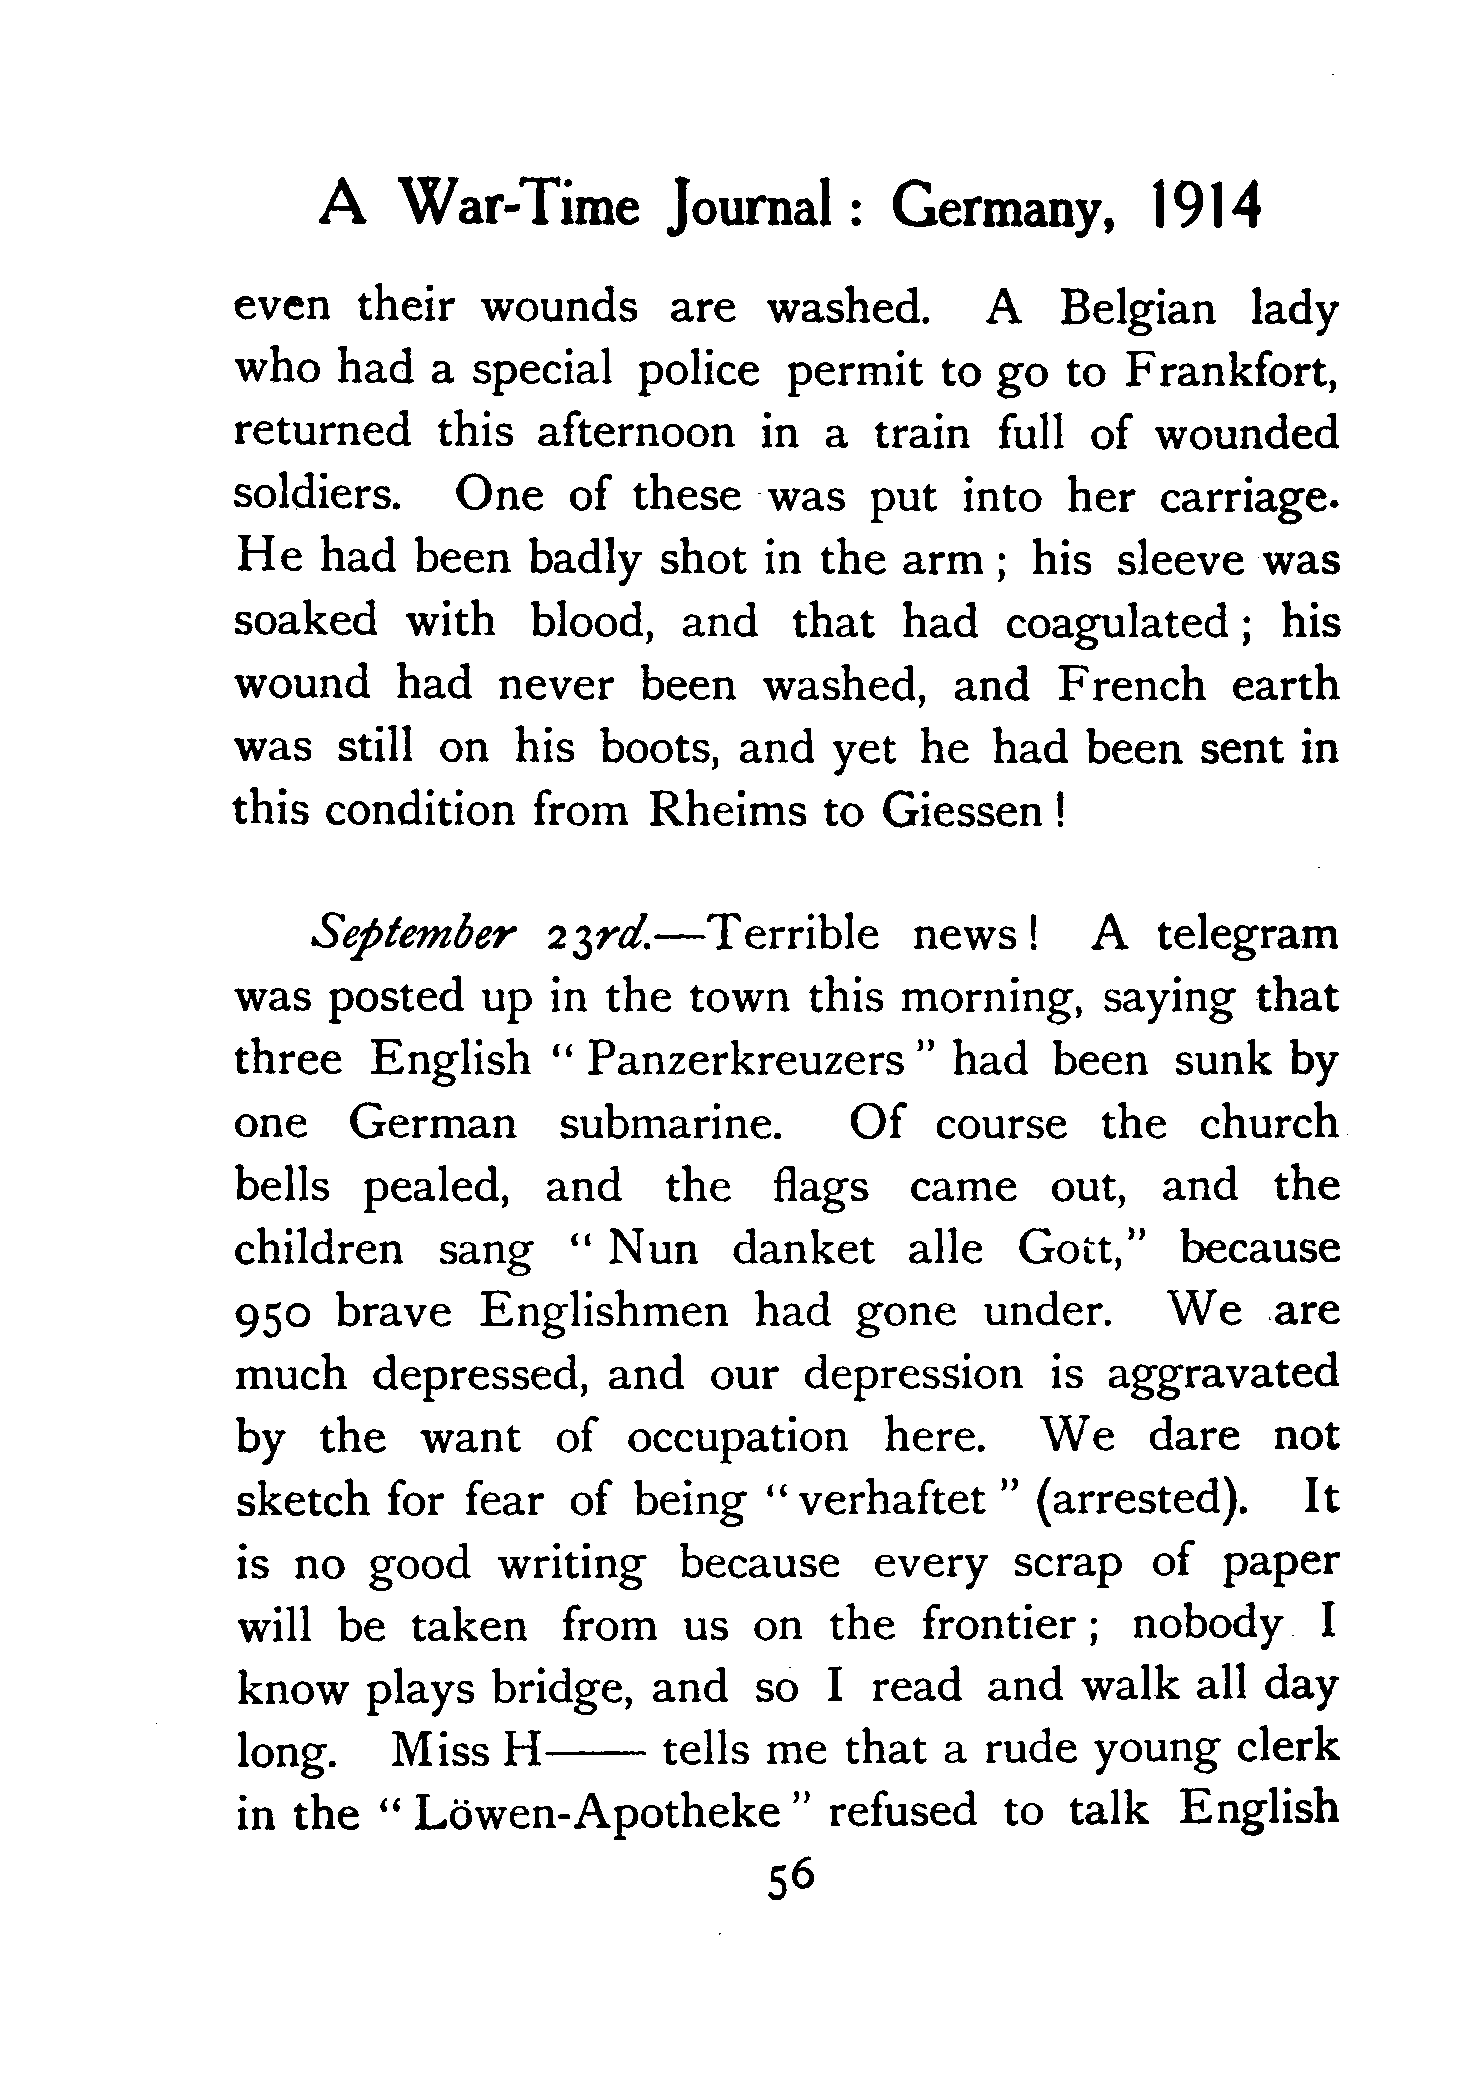 A War-Time Journal : Germany, 1914
even their wounds are washed. A Belgian lady
who had a special police permit to go to Frankfort,
returned this afternoon in a train full of wounded
soldiers. One of these was put into her carriage.
He had been badly shot in the arm ; his sleeve was
soaked with blood, and that had coagulated ; his
wound had never been washed, and French earth
was still on his boots, and yet he had been sent in
this condition from Rheims to Giessen !
September 23rd.—Terrible news ! A telegram
was posted up in the town this morning, saying that
three English “ Panzerkreuzers ” had been sunk by
one German submarine. Of course the church
bells pealed, and the flags came out, and the
children sang “ Nun danket alle Gott,” because
950 brave Englishmen had gone under. We are
much depressed, and our depression is aggravated
by the want of occupation here. We dare not
sketch for fear of being “ verhaftet ” (arrested). It
is no good writing because every scrap of paper
will be taken from us on the frontier ; nobody I
know plays bridge, and so I read and walk all day
long. Miss H—— tells me that a rude young clerk
in the “ Löwen-Apotheke ” refused to talk English
56